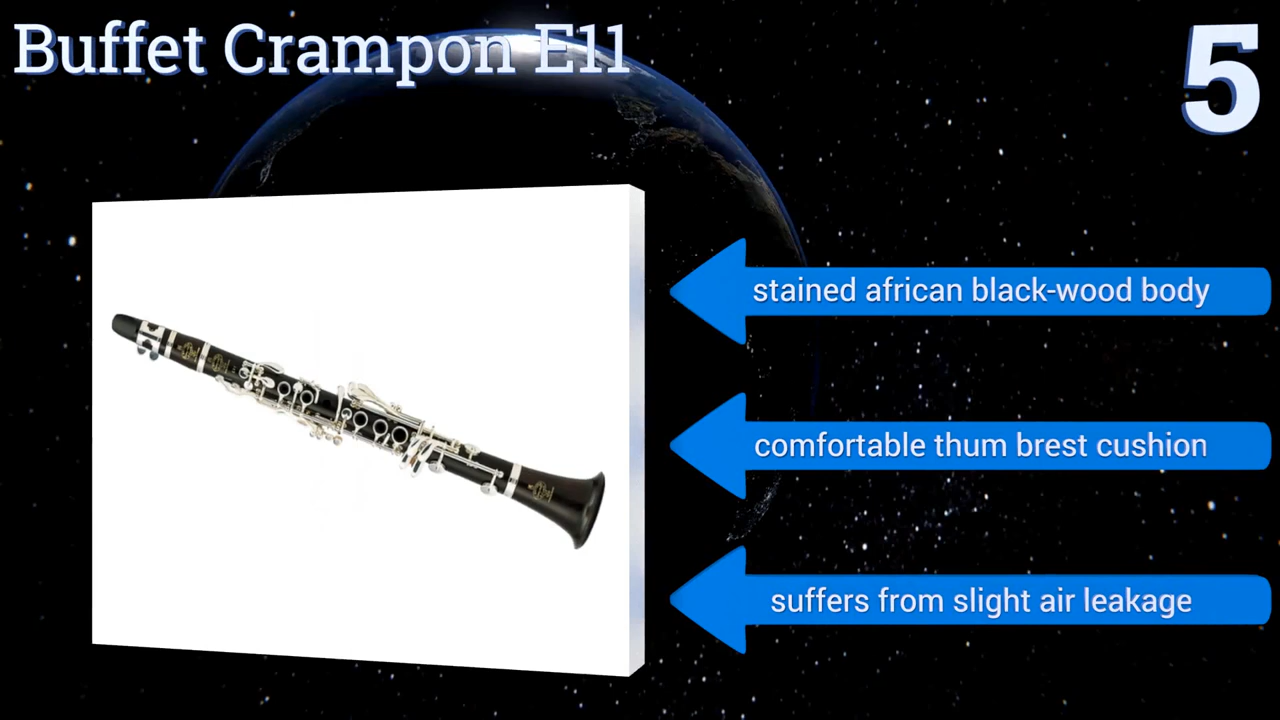 Buffet Crampon E11
5
stained african black-wood body
comfortable thum brest cushion
suffers from slight air leakage